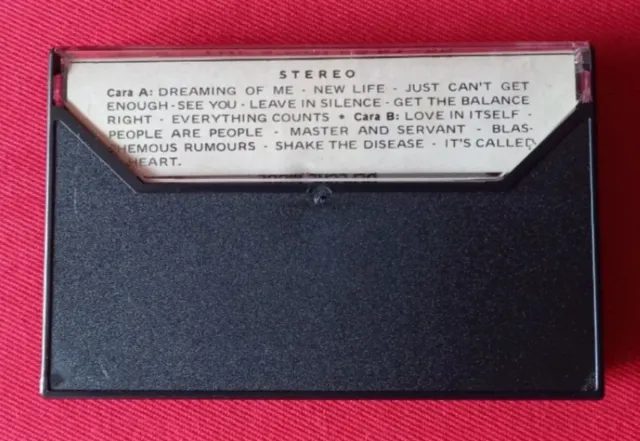 STEREO
Cara A: DREAMING OF ME - NEW LIFE - JUST CAN'T GET
ENOUGH - SEE YOU - LEAVE IN SILENCE - GET THE BALANCE
RIGHT - EVERYTHING COUNTS * Cara B: LOVE IN ITSELF -
PEOPLE ARE PEOPLE - MASTER AND SERVANT - BLAS-
PHEMOUS RUMOURS - SHAKE THE DISEASE - IT'S CALLED
HEART.